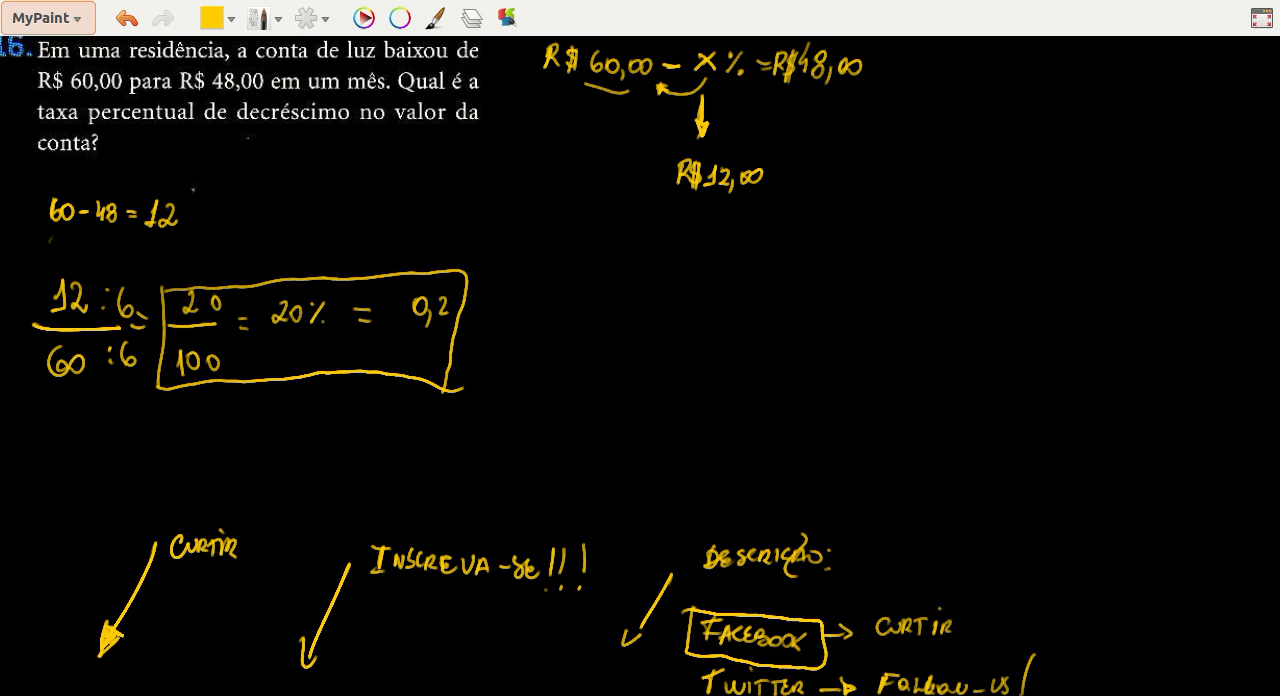 MyPaint
16. Em uma residência, a conta de luz baixou de
R$ 60,00 para R$ 48,00 em um mês. Qual é a
taxa percentual de decréscimo no valor da
conta?
R$ 60,00 - x % = R$48,00
R$12,00
60 - 48 = 12
12 :6 = 20 = 20% = 0,2
60 :6 100
CURTIR
INSCREVA-SE!!!
DESCRIÇÃO:
FACEBOOK → CURTIR
TWITTER →